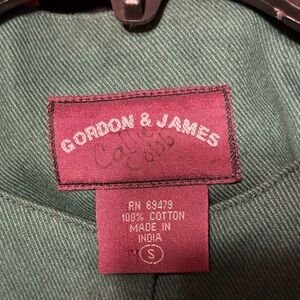 GORDON & JAMES
RN 69479
100% COTTON
MADE IN
INDIA
S